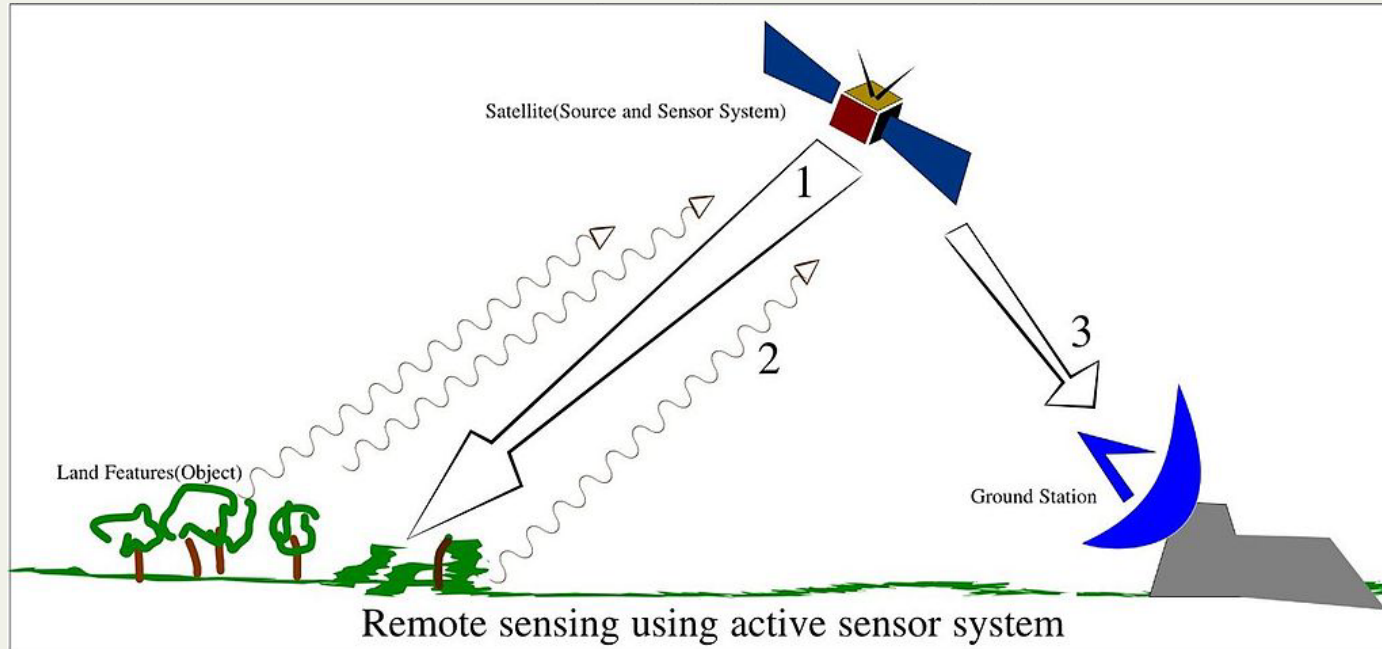 Satellite(Source and Sensor System)
1
2
3
Land Features(Object)
Ground Station
Remote sensing using active sensor system